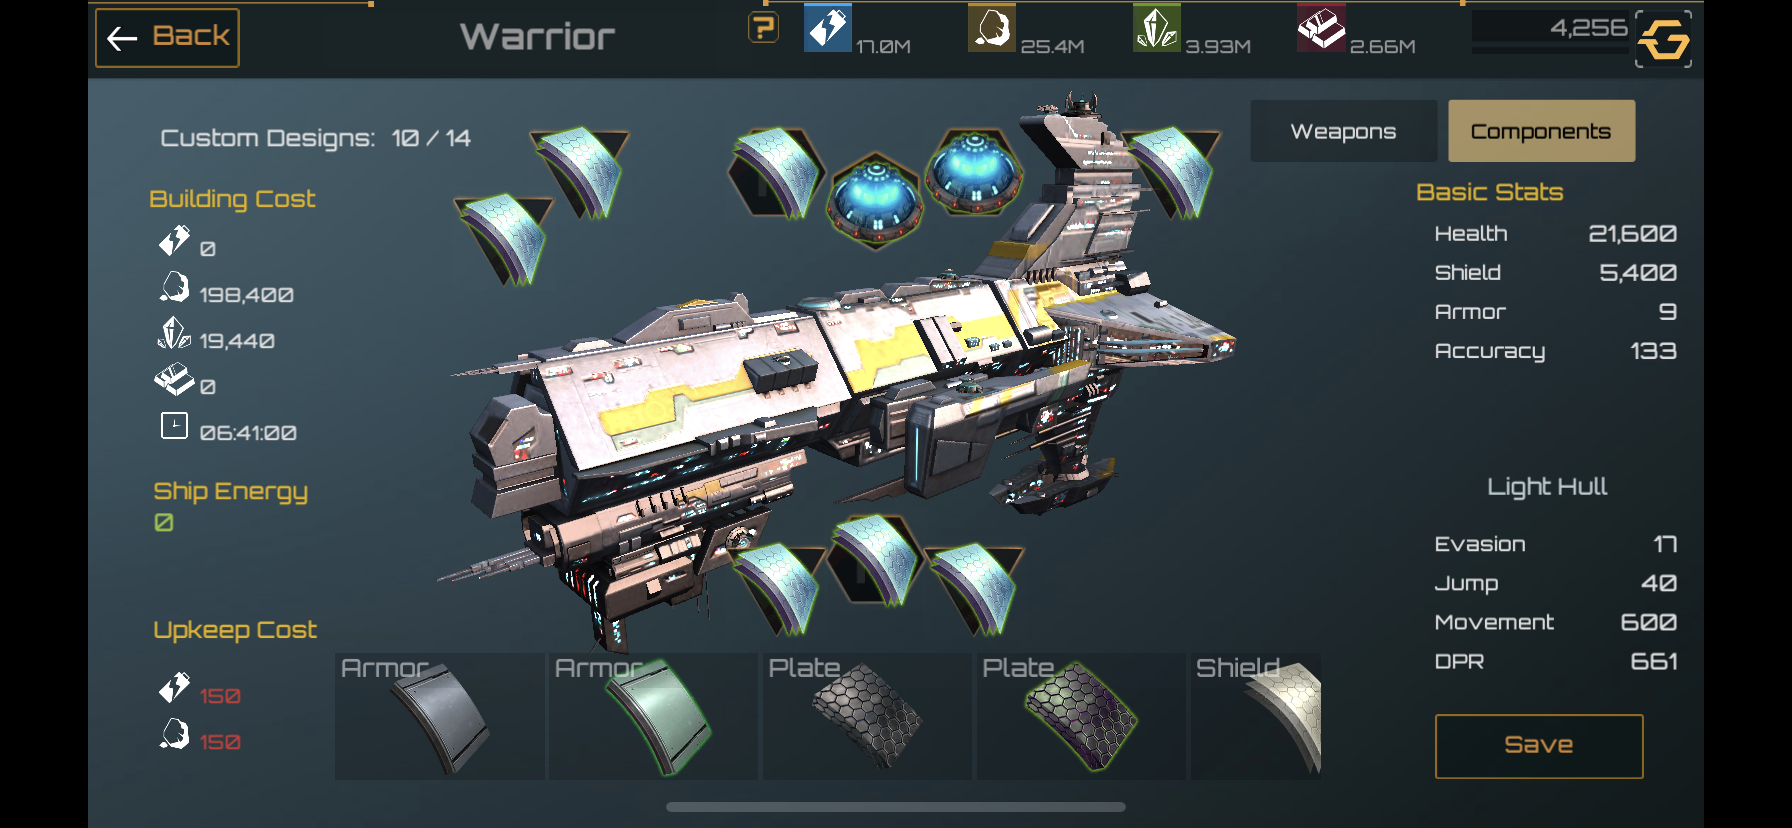 Back
Warrior
?
17.0M
25.4M
3.93M
2.66M
4,256
Custom Designs: 10 / 14
Weapons
Components
Building Cost
0
198,400
19,440
0
06:41:00
Ship Energy
0
Upkeep Cost
150
150
Basic Stats
Health 21,600
Shield 5,400
Armor 9
Accuracy 133
Light Hull
Evasion 17
Jump 40
Movement 600
DPR 661
Armor
Armor
Plate
Plate
Shield
Save